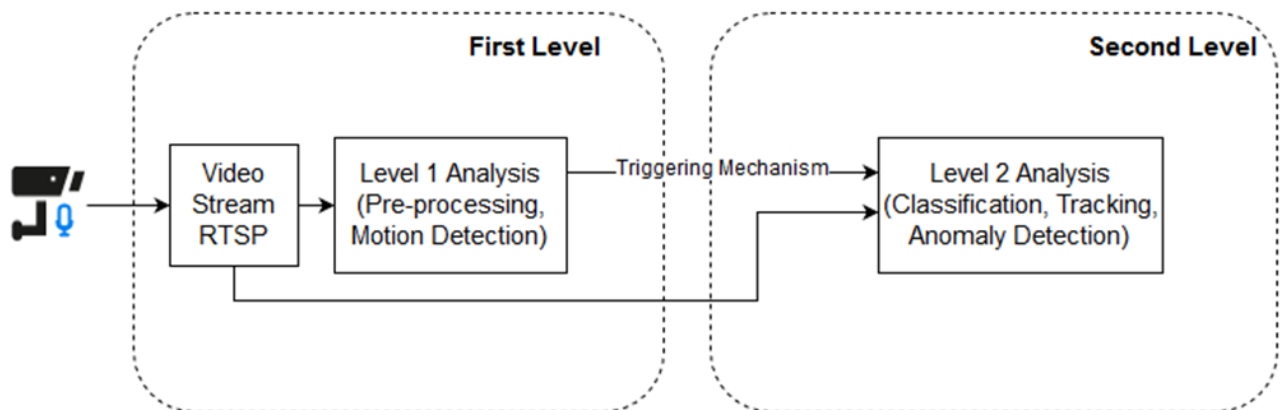 First Level
Second Level
Video
Stream
RTSP
Level 1 Analysis
(Pre-processing,
Motion Detection)
Triggering Mechanism
Level 2 Analysis
(Classification, Tracking,
Anomaly Detection)